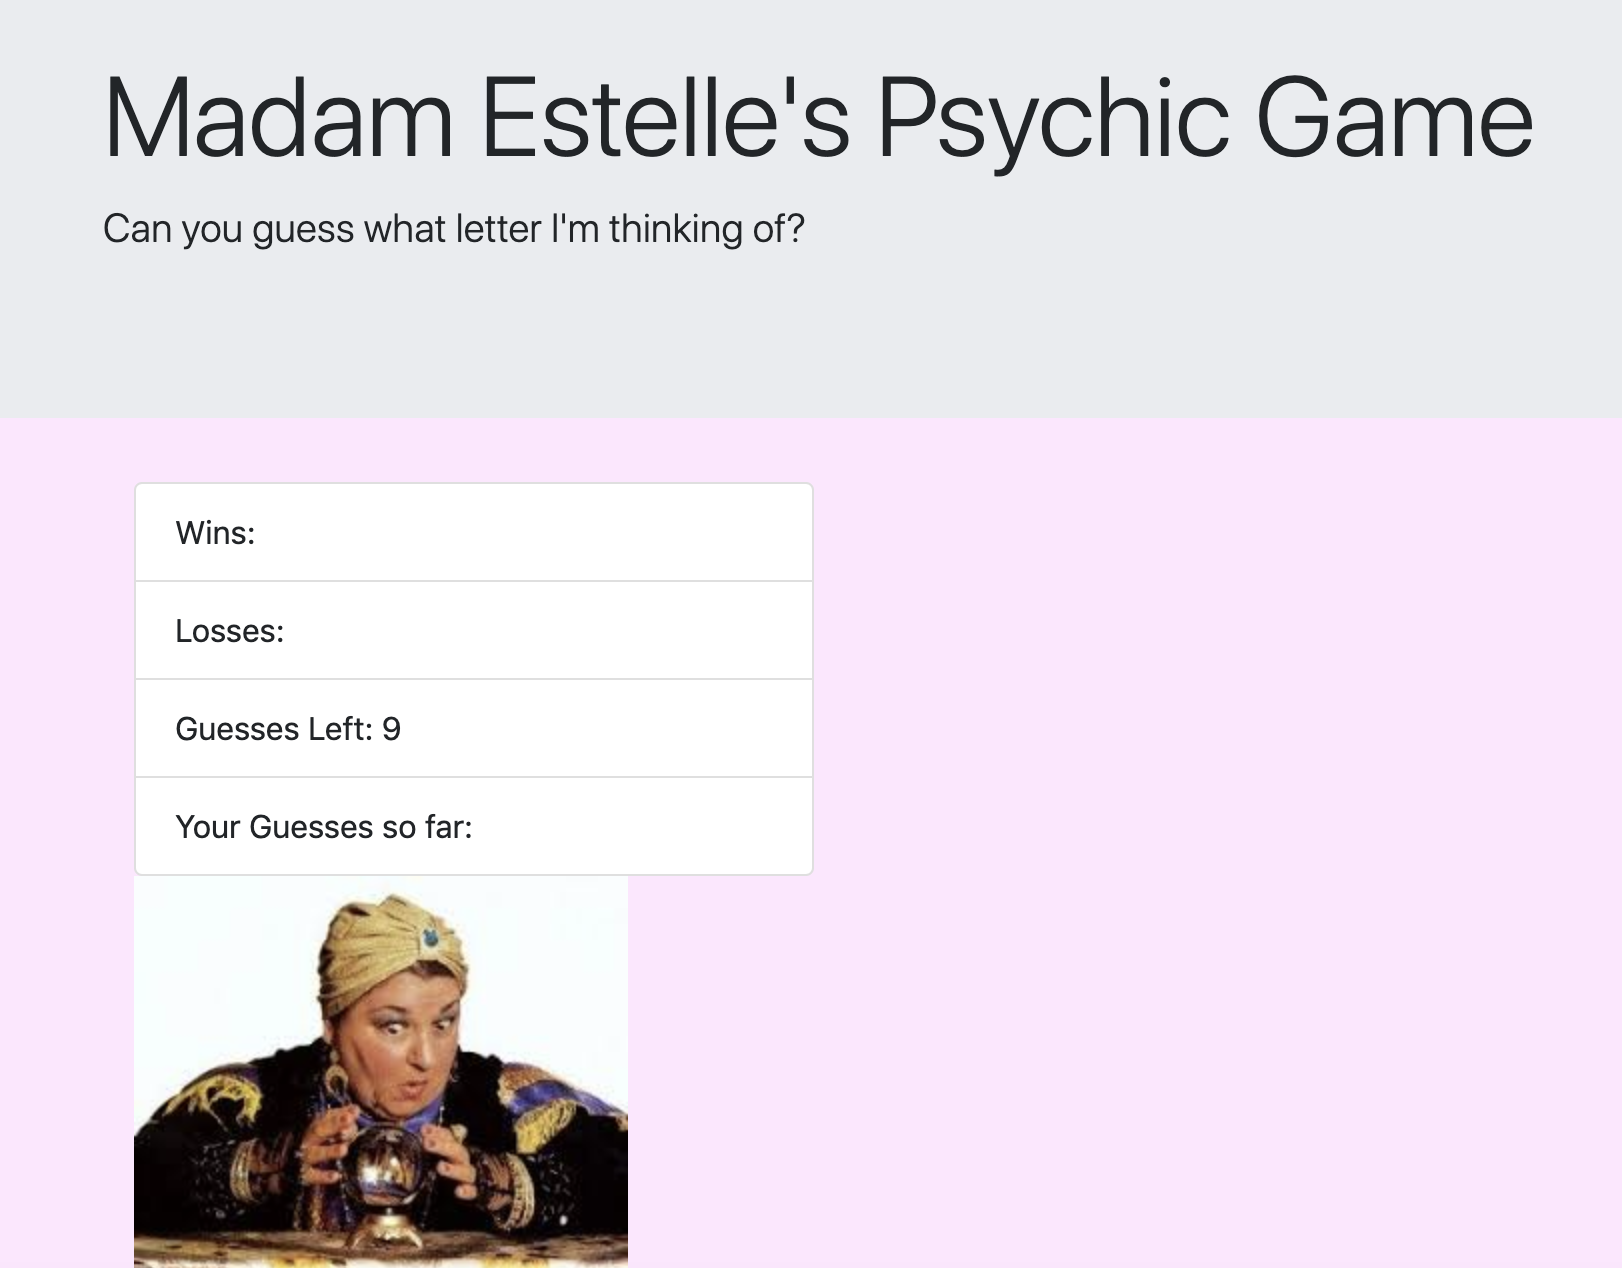 Madam Estelle's Psychic Game
Can you guess what letter I'm thinking of?
Wins:
Losses:
Guesses Left: 9
Your Guesses so far: